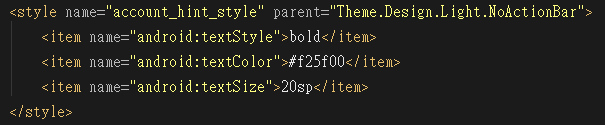 <style name="account_hint_style" parent="Theme.Design.Light.NoActionBar">
    <item name="android:textStyle">bold</item>
    <item name="android:textColor">#f25f00</item>
    <item name="android:textSize">20sp</item>
</style>